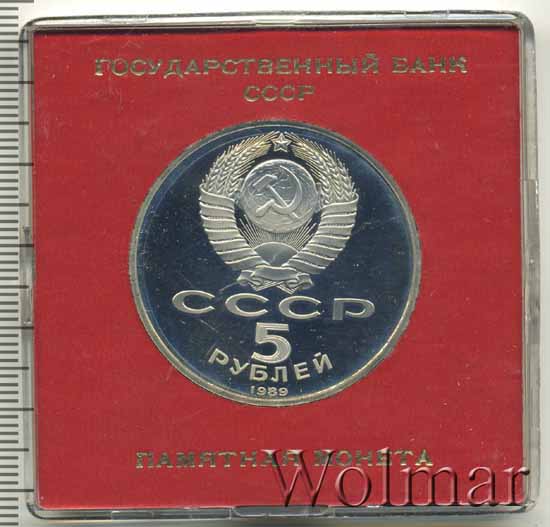 ГОСУДАРСТВЕННЫЙ БАНК
СССР
СССР
5
РУБЛЕЙ
1989
ПАМЯТНАЯ МОНЕТА
Wolmar